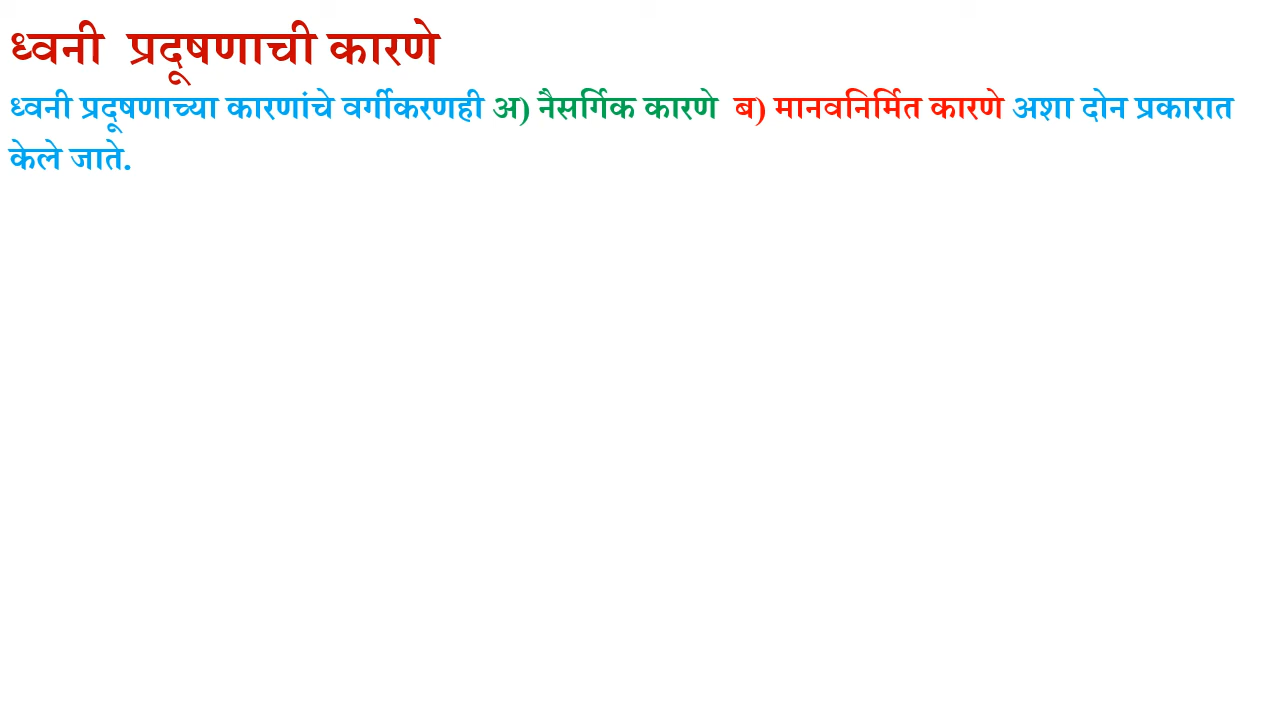 ध्वनी प्रदूषणाची कारणे
ध्वनी प्रदूषणाच्या कारणांचे वर्गीकरणही अ) नैसर्गिक कारणे ब) मानवनिर्मित कारणे अशा दोन प्रकारात
केले जाते.